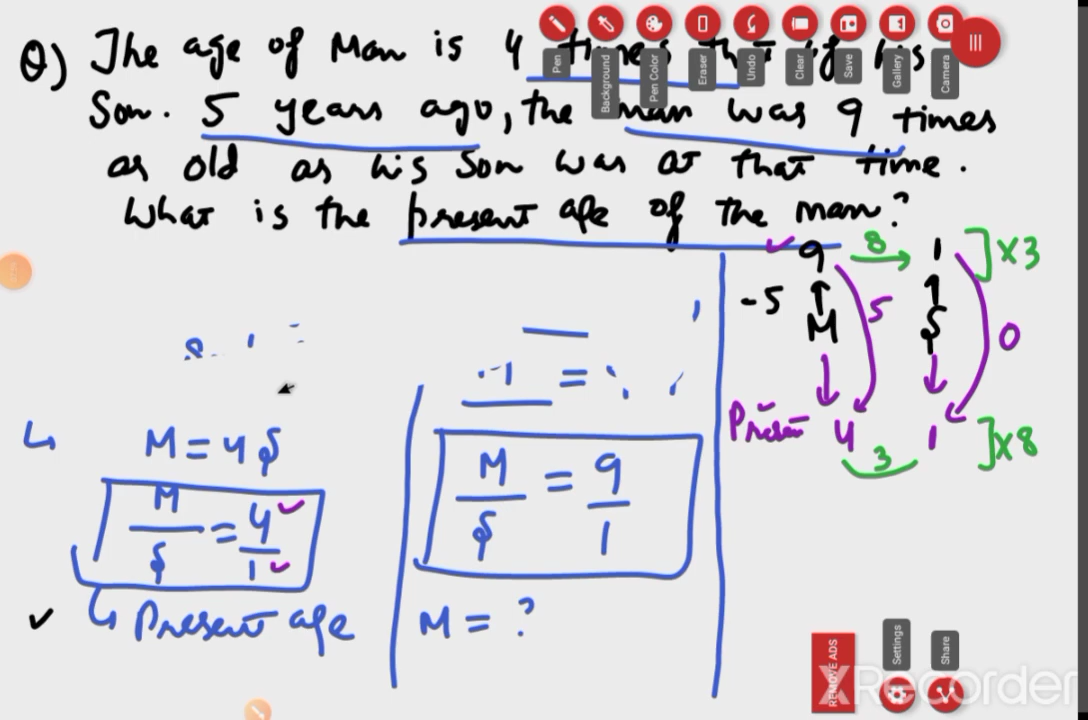 Q) The age of Man is 4 times that of his
Son. 5 years ago, the man was 9 times
as old as his Son was at that time.
What is the present age of the man?
Pen
Background
Pen Color
Eraser
Undo
Clear
Save
Gallery
Camera
9 8 1 ] ×3
-5 M 5 $ 0
Present 4 3 1 ] ×8
M = 4$
M/$ = 4/1
Present age
M/$ = 9/1
M = ?
REMOVE ADS
Settings
Share
XRecorder